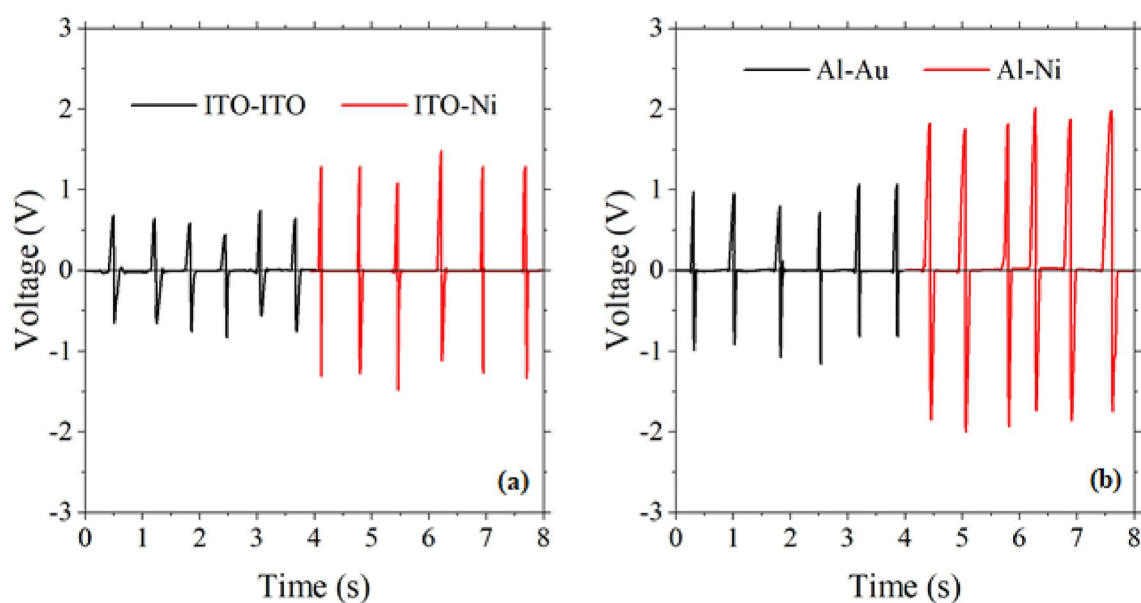 3
2
1
0
-1
-2
-3
Voltage (V)
ITO-ITO
ITO-Ni
(a)
0 1 2 3 4 5 6 7 8
Time (s)
3
2
1
0
-1
-2
-3
Voltage (V)
Al-Au
Al-Ni
(b)
0 1 2 3 4 5 6 7 8
Time (s)